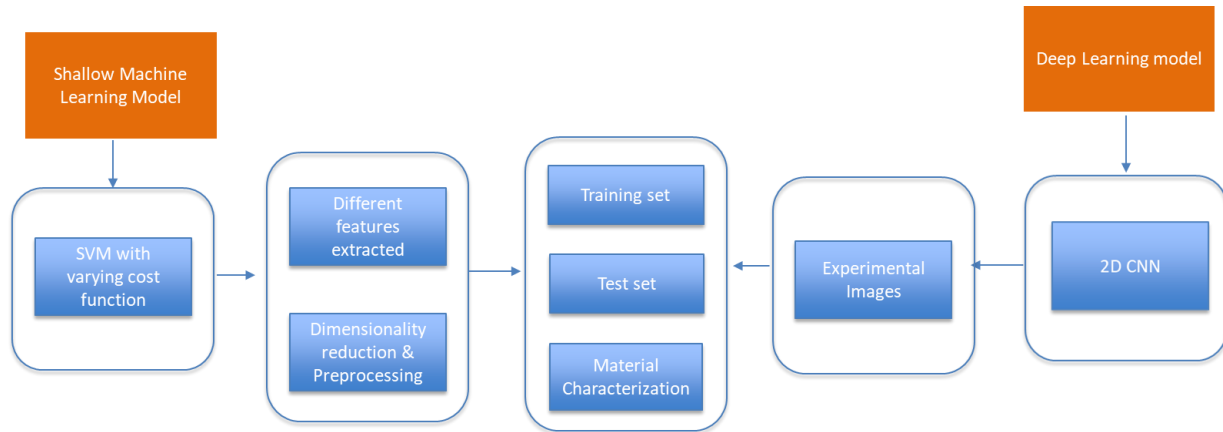 Shallow Machine
Learning Model
Deep Learning model
SVM with
varying cost
function
Different
features
extracted
Dimensionality
reduction &
Preprocessing
Training set
Test set
Material
Characterization
Experimental
Images
2D CNN